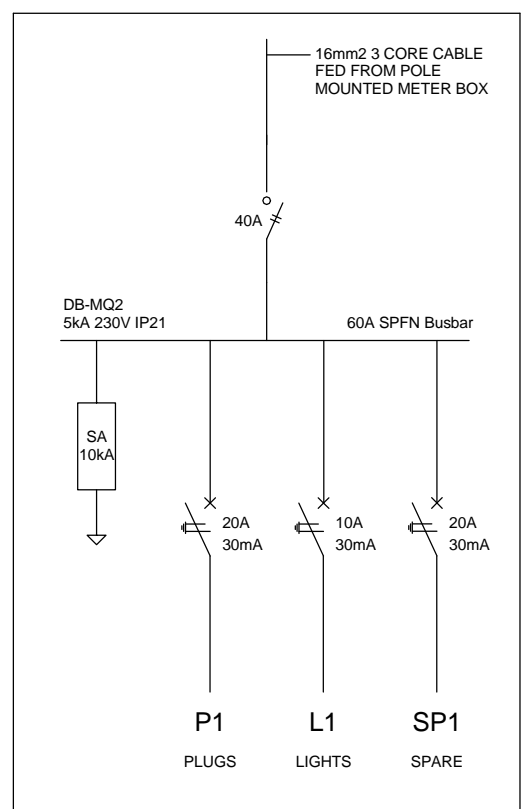 16mm2 3 CORE CABLE
FED FROM POLE
MOUNTED METER BOX
40A
DB-MQ2
5kA 230V IP21
60A SPFN Busbar
SA
10kA
20A
30mA
10A
30mA
20A
30mA
P1
L1
SP1
PLUGS
LIGHTS
SPARE